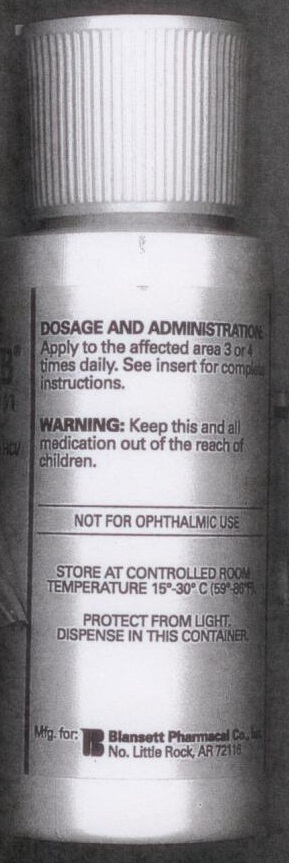 DOSAGE AND ADMINISTRATION
Apply to the affected area 3 or 4
times daily. See insert for complete
instructions.
WARNING: Keep this and all
medication out of the reach of
children.
NOT FOR OPHTHALMIC USE
STORE AT CONTROLLED ROOM
TEMPERATURE 15°-30° C (59°-86°F).
PROTECT FROM LIGHT.
DISPENSE IN THIS CONTAINER.
Mfg. for: B Blansett Pharmacal Co., Inc.
No. Little Rock, AR 72116
B®
HCl